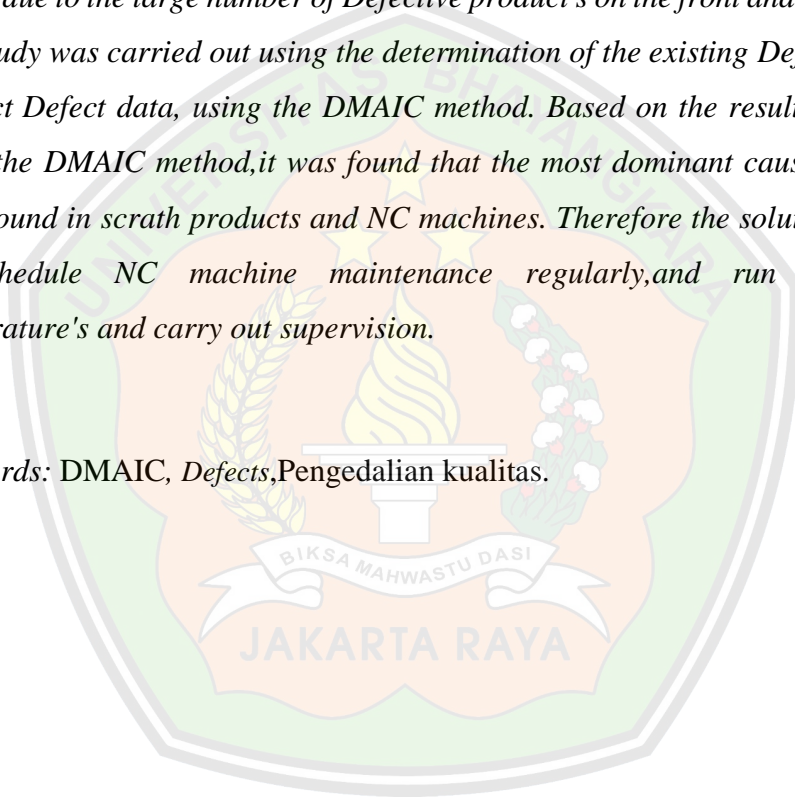 due to the large number of Defective product's on the front and
udy was carried out using the determination of the existing Def
ct Defect data, using the DMAIC method. Based on the result
the DMAIC method,it was found that the most dominant caus
ound in scrath products and NC machines. Therefore the solu
hedule NC machine maintenance regularly,and run
rature's and carry out supervision.
rds: DMAIC, Defects,Pengedalian kualitas.
UNIVERSITAS BHAYANGKARA
BIKSA MAHWASTU DASI
JAKARTA RAYA